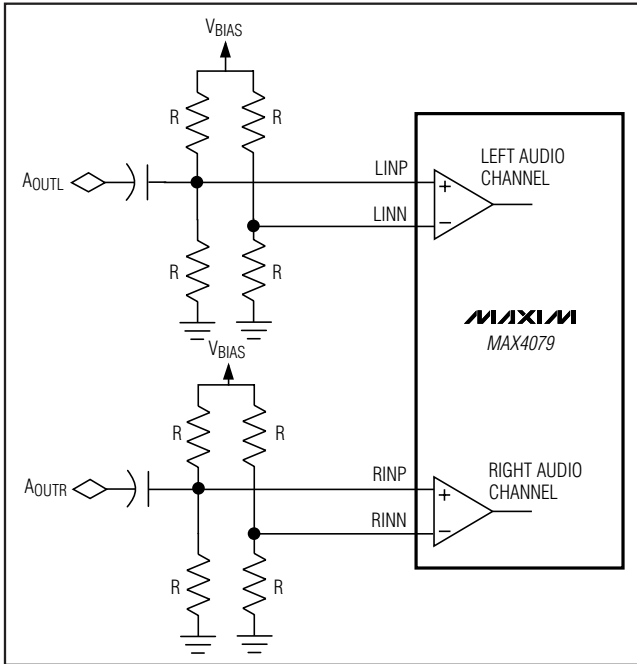 VBIAS
R
R
LINP
LEFT AUDIO
CHANNEL
AOUTL
+
LINN
−
R
R
MAXIM
MAX4079
VBIAS
R
R
RINP
RIGHT AUDIO
CHANNEL
AOUTR
+
RINN
−
R
R